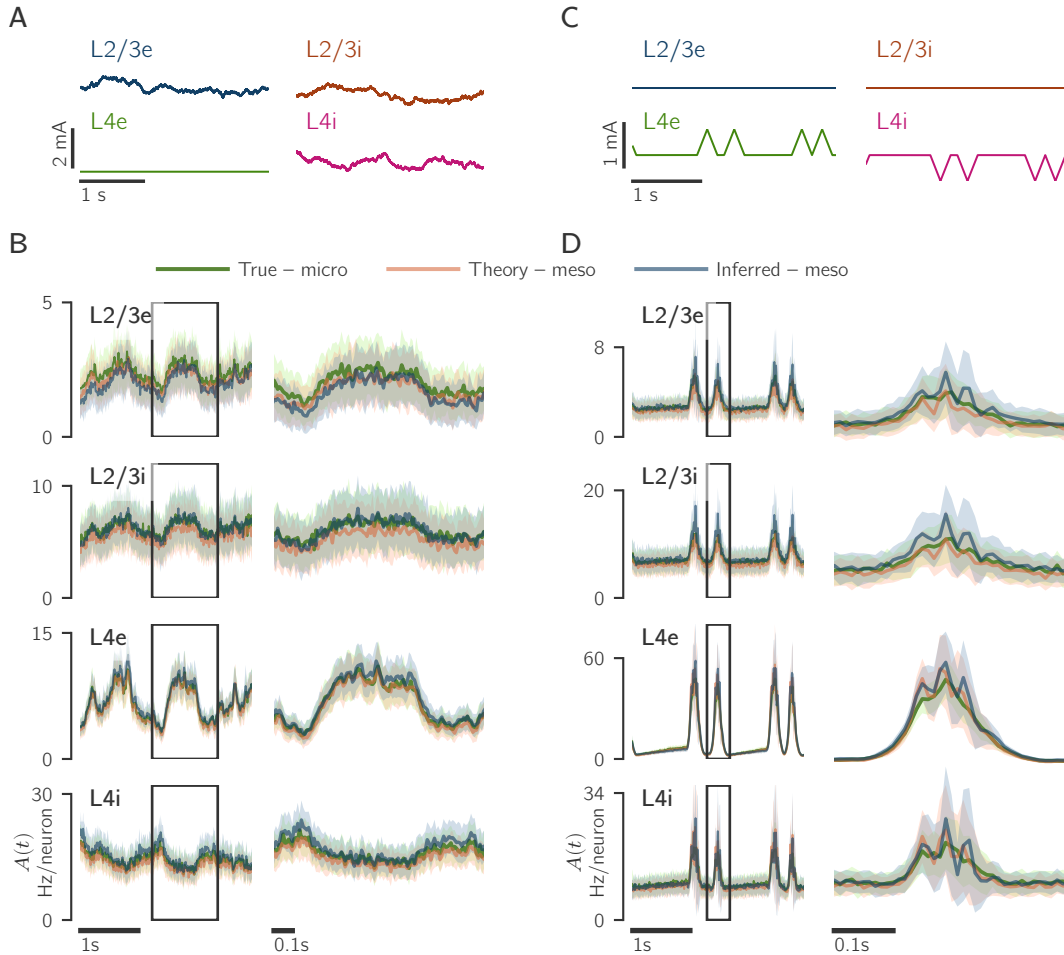 A
L2/3e
L2/3i
L4e
L4i
2 mA
1 s
C
L2/3e
L2/3i
L4e
L4i
1 mA
1 s
B
D
True – micro
Theory – meso
Inferred – meso
5
L2/3e
0
10
L2/3i
0
15
L4e
0
30
L4i
A(t)
Hz/neuron
0
1s
0.1s
L2/3e
8
0
L2/3i
20
0
L4e
60
0
L4i
34
A(t)
Hz/neuron
0
1s
0.1s